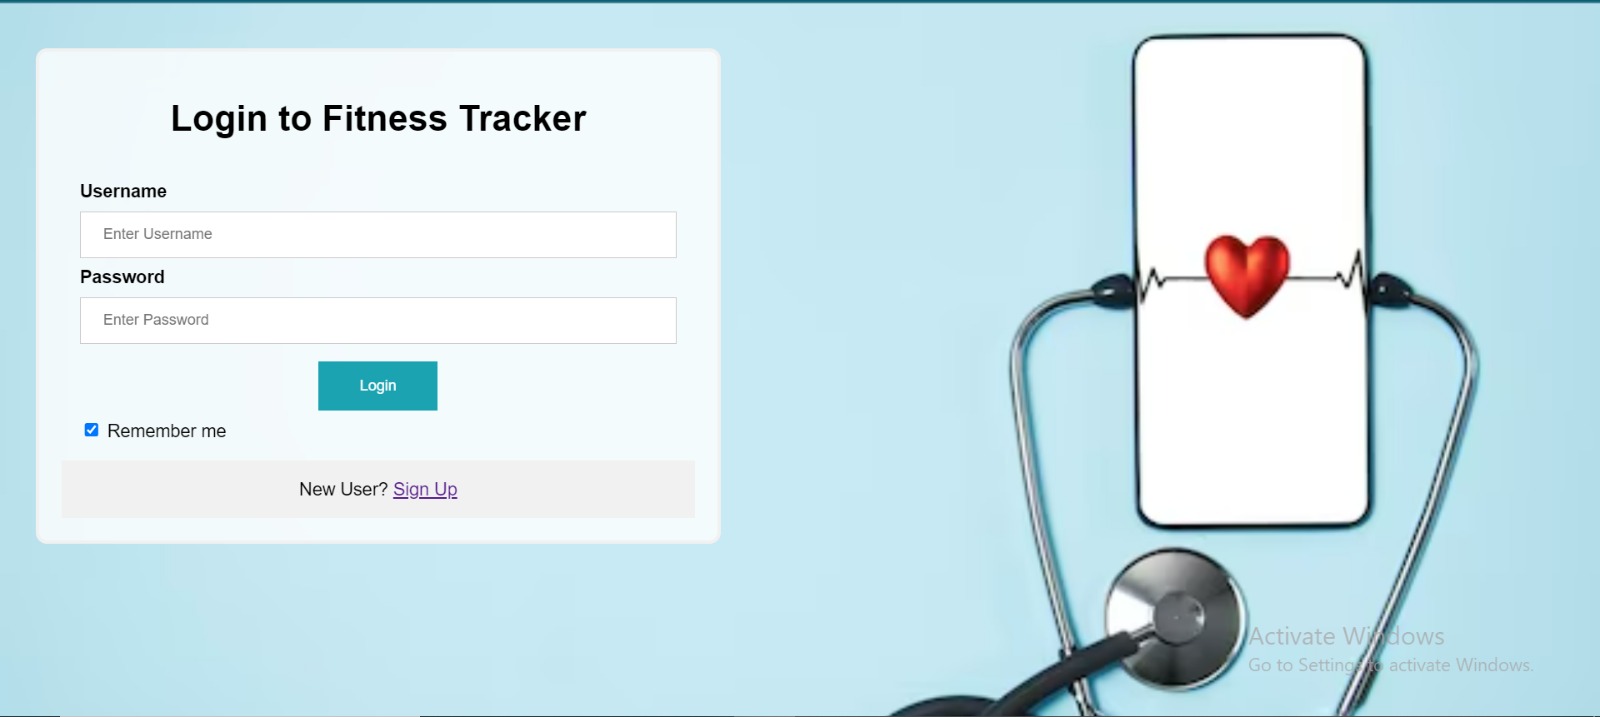 Login to Fitness Tracker
Username
Enter Username
Password
Enter Password
Login
Remember me
New User? Sign Up
Activate Windows
Go to Settings to activate Windows.